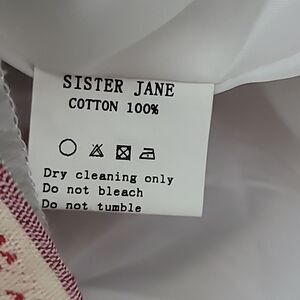 SISTER JANE
COTTON 100%
Dry cleaning only
Do not bleach
Do not tumble